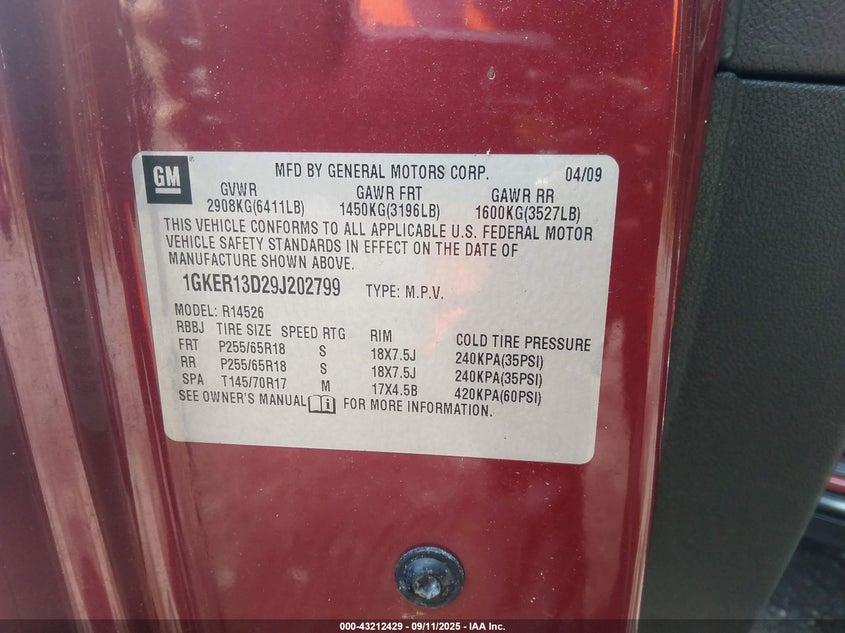 GM MFD BY GENERAL MOTORS CORP. 04/09
GVWR GAWR FRT GAWR RR
2908KG(6411LB) 1450KG(3196LB) 1600KG(3527LB)
THIS VEHICLE CONFORMS TO ALL APPLICABLE U.S. FEDERAL MOTOR
VEHICLE SAFETY STANDARDS IN EFFECT ON THE DATE OF
MANUFACTURE SHOWN ABOVE.
1GKER13D29J202799 TYPE: M.P.V.
MODEL: R14526
RBBJ TIRE SIZE SPEED RTG RIM COLD TIRE PRESSURE
FRT P255/65R18 S 18X7.5J 240KPA(35PSI)
RR P255/65R18 S 18X7.5J 240KPA(35PSI)
SPA T145/70R17 M 17X4.5B 420KPA(60PSI)
SEE OWNER'S MANUAL FOR MORE INFORMATION.
000-43212429 - 09/11/2025 - IAA Inc.